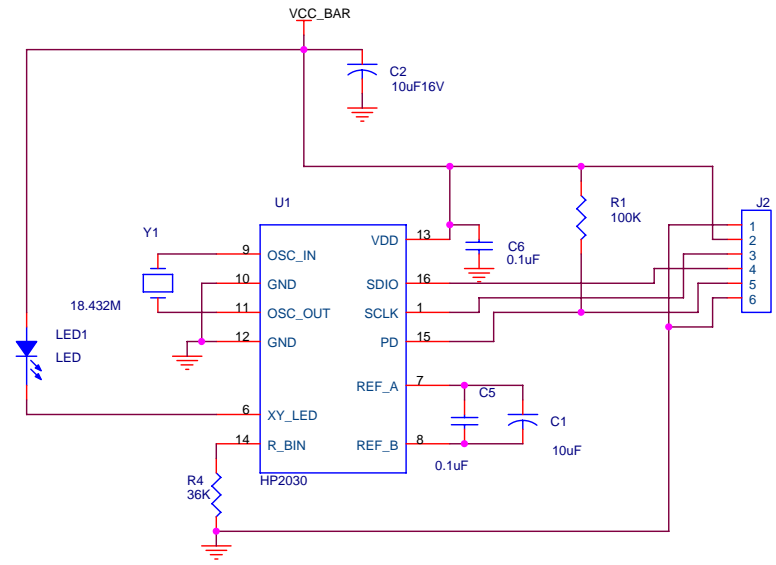 VCC_BAR
C2
10uF16V
U1
R1
100K
J2
Y1
18.432M
9
OSC_IN
10
GND
11
OSC_OUT
12
GND
6
XY_LED
14
R_BIN
VDD
13
SDIO
16
SCLK
1
PD
15
REF_A
7
REF_B
8
HP2030
C6
0.1uF
1
2
3
4
5
6
LED1
LED
C5
0.1uF
C1
10uF
R4
36K